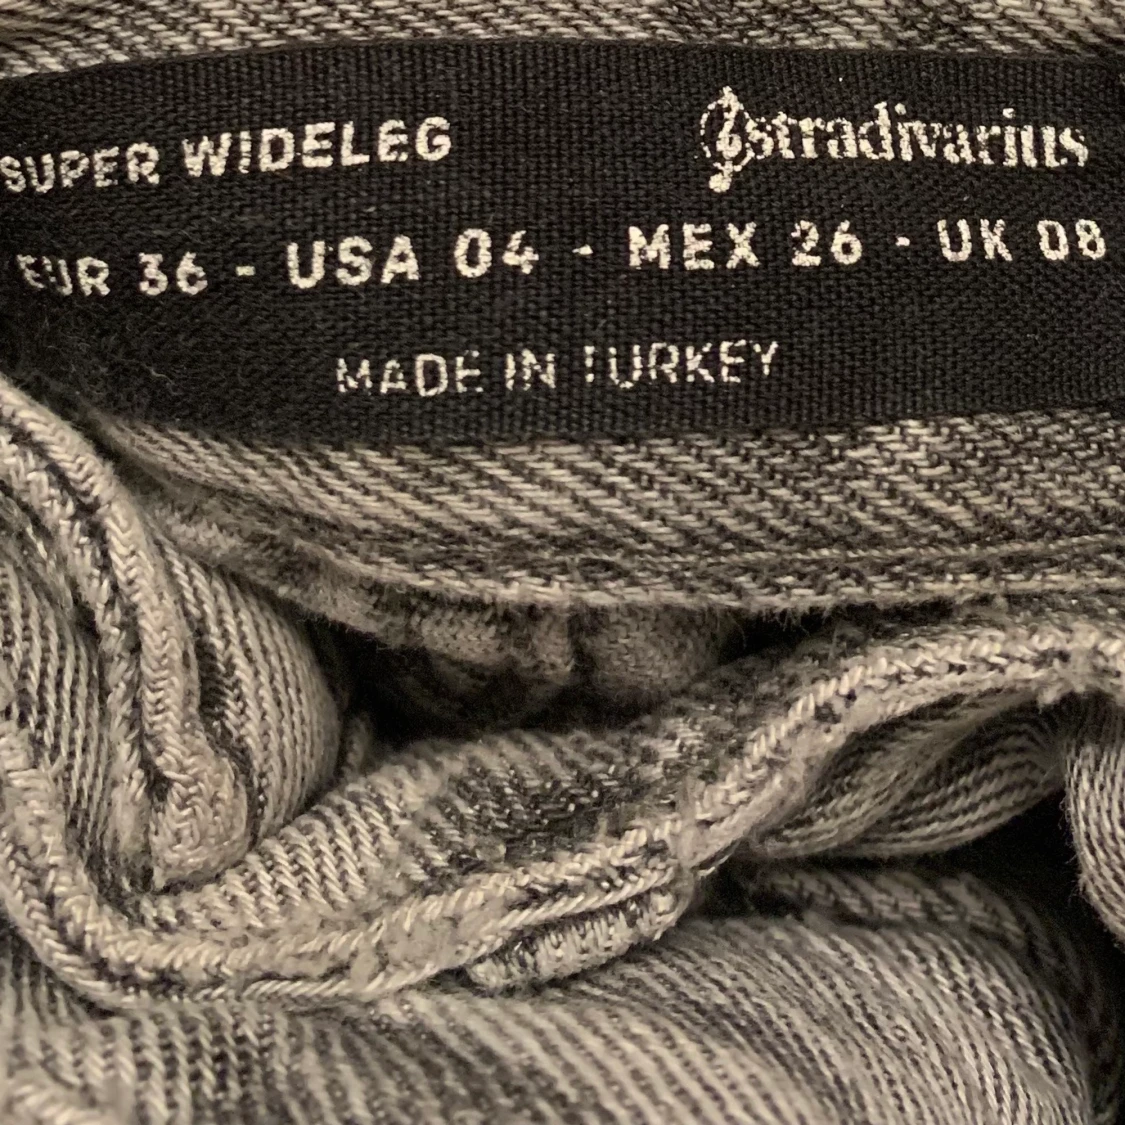 SUPER WIDELEG
stradivarius
EUR 36 - USA 04 - MEX 26 - UK 08
MADE IN TURKEY